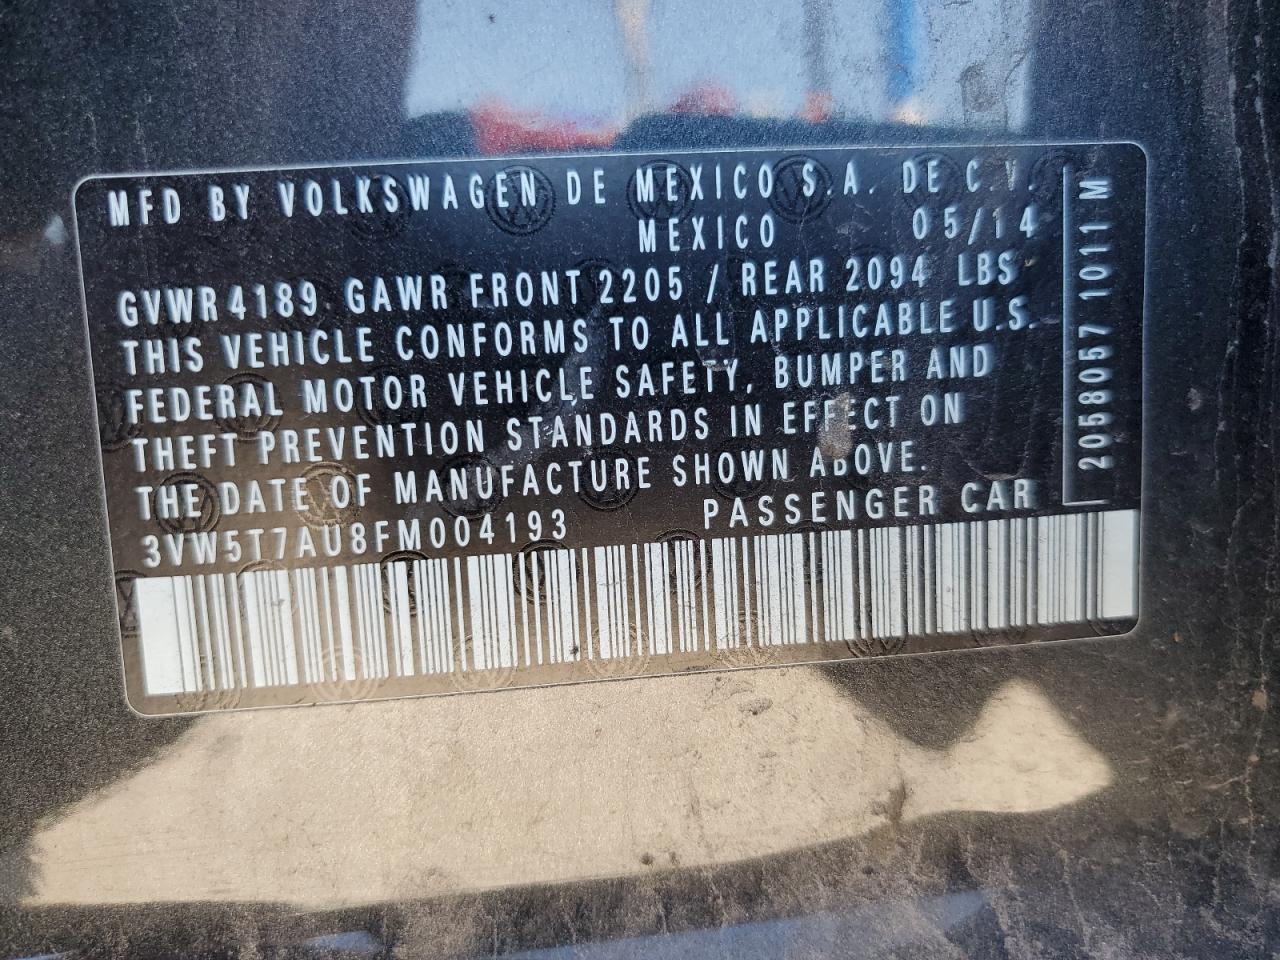 MFD BY VOLKSWAGEN DE MEXICO S.A. DE C.V.
MEXICO 05/14
GVWR 4189 GAWR FRONT 2205 / REAR 2094 LBS
THIS VEHICLE CONFORMS TO ALL APPLICABLE U.S.
FEDERAL MOTOR VEHICLE SAFETY, BUMPER AND
THEFT PREVENTION STANDARDS IN EFFECT ON
THE DATE OF MANUFACTURE SHOWN ABOVE.
3VW5T7AU8FM004193 PASSENGER CAR
2058057 1011 M